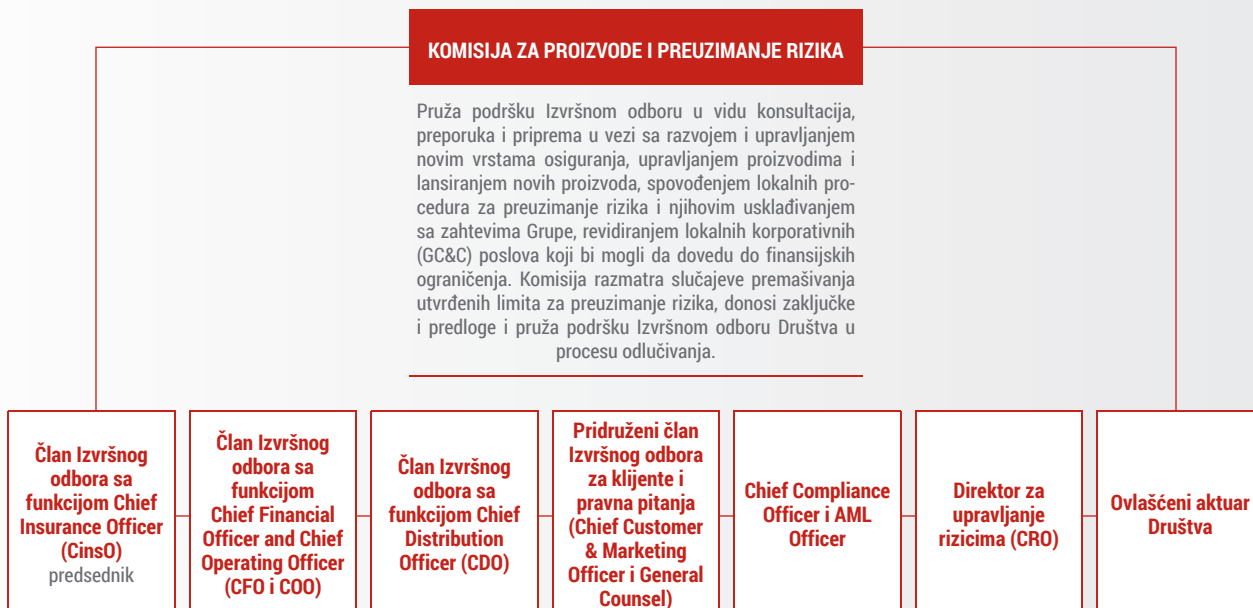 KOMISIJA ZA PROIZVODE I PREUZIMANJE RIZIKA
Pruža podršku Izvršnom odboru u vidu konsultacija,
preporuka i priprema u vezi sa razvojem i upravljanjem
novim vrstama osiguranja, upravljanjem proizvodima i
lansiranjem novih proizvoda, spovođenjem lokalnih pro-
cedura za preuzimanje rizika i njihovim usklađivanjem
sa zahtevima Grupe, revidiranjem lokalnih korporativnih
(GC&C) poslova koji bi mogli da dovedu do finansijskih
ograničenja. Komisija razmatra slučajeve premašivanja
utvrđenih limita za preuzimanje rizika, donosi zaključke
i predloge i pruža podršku Izvršnom odboru Društva u
procesu odlučivanja.
Član Izvršnog
odbora sa
funkcijom Chief
Insurance Officer
(CinsO)
predsednik
Član Izvršnog
odbora sa
funkcijom
Chief Financial
Officer and Chief
Operating Officer
(CFO i COO)
Član Izvršnog
odbora sa
funkcijom Chief
Distribution
Officer (CDO)
Pridruženi član
Izvršnog odbora
za klijente i
pravna pitanja
(Chief Customer
& Marketing
Officer i General
Counsel)
Chief Compliance
Officer i AML
Officer
Direktor za
upravljanje
rizicima (CRO)
Ovlašćeni aktuar
Društva